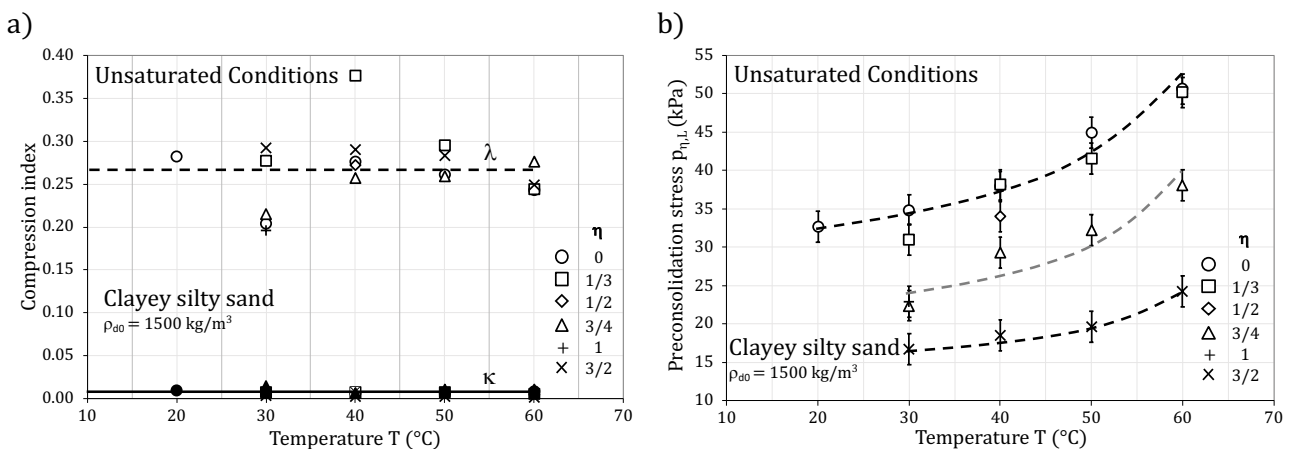 a)
0.40
0.35
0.30
0.25
0.20
0.15
0.10
0.05
0.00
Compression index
Unsaturated Conditions
λ
η
0
1/3
1/2
3/4
1
3/2
Clayey silty sand
ρd0 = 1500 kg/m³
κ
10 20 30 40 50 60 70
Temperature T (°C)
b)
55
50
45
40
35
30
25
20
15
10
Preconsolidation stress pη,L (kPa)
Unsaturated Conditions
η
0
1/3
1/2
3/4
1
3/2
Clayey silty sand
ρd0 = 1500 kg/m³
10 20 30 40 50 60 70
Temperature T (°C)